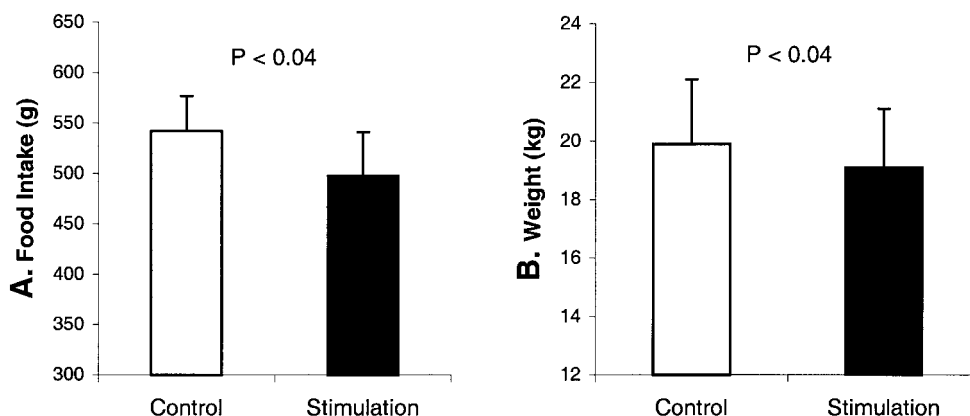 A. Food Intake (g)
650
600
550
500
450
400
350
300
P < 0.04
Control
Stimulation
B. Weight (kg)
24
22
20
18
16
14
12
P < 0.04
Control
Stimulation